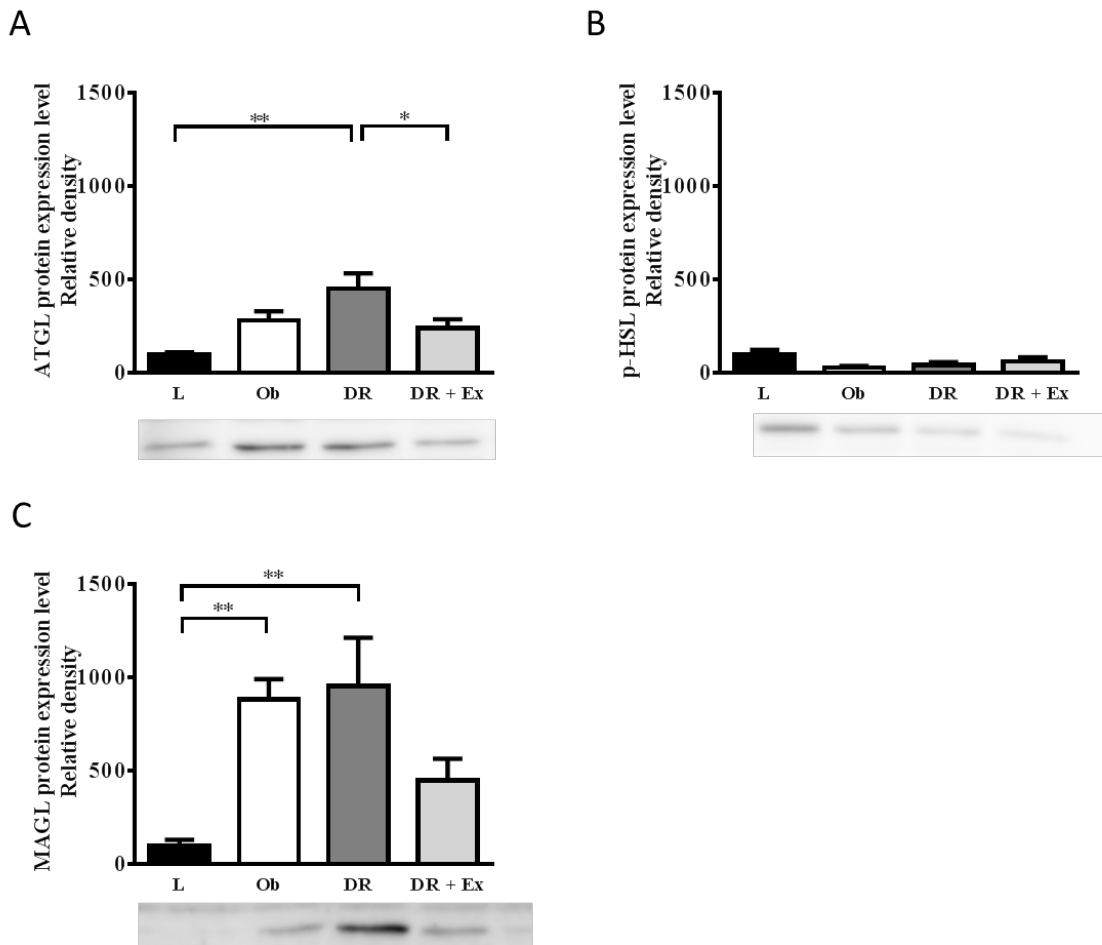 A
ATGL protein expression level
Relative density
1500
1000
500
0
**
*
L Ob DR DR + Ex
B
p-HSL protein expression level
Relative density
1500
1000
500
0
L Ob DR DR + Ex
C
MAGL protein expression level
Relative density
1500
1000
500
0
**
**
L Ob DR DR + Ex